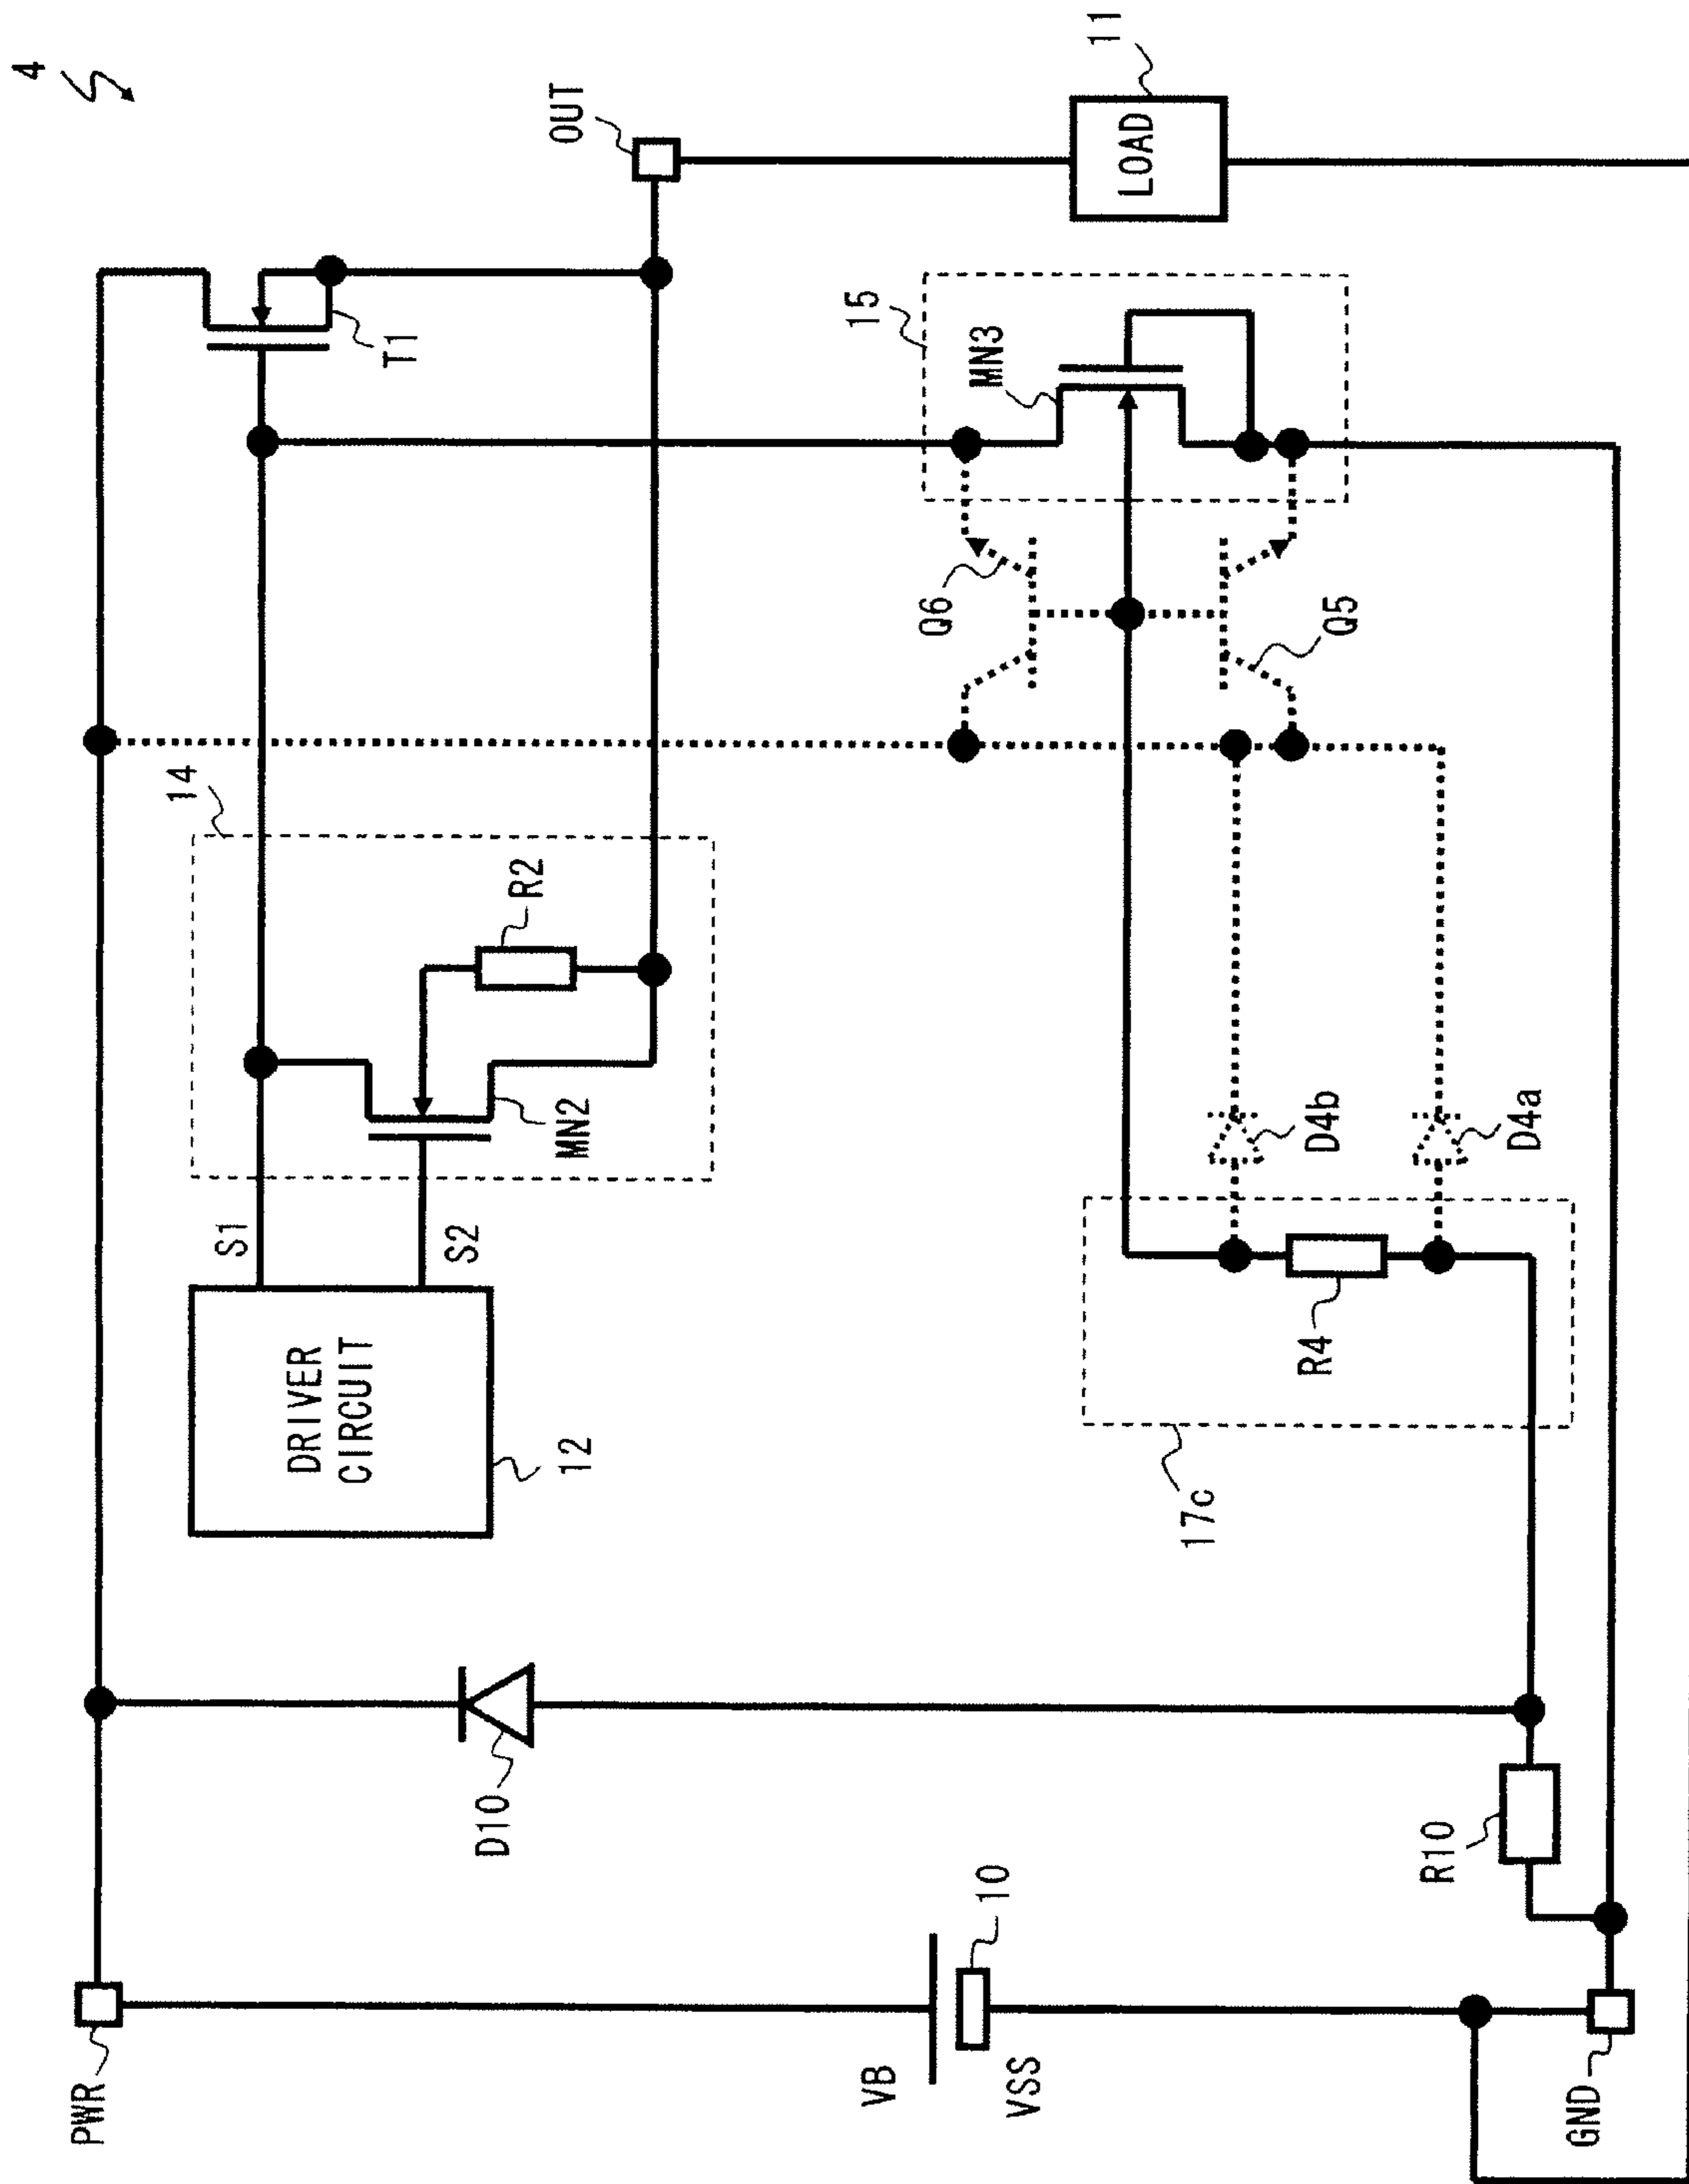 4
PWR
VB
VSS
10
GND
D10
R10
DRIVER
CIRCUIT
12
S1
S2
14
MN2
R2
T1
OUT
17c
R4
D4b
D4a
Q6
Q5
15
MN3
LOAD
11